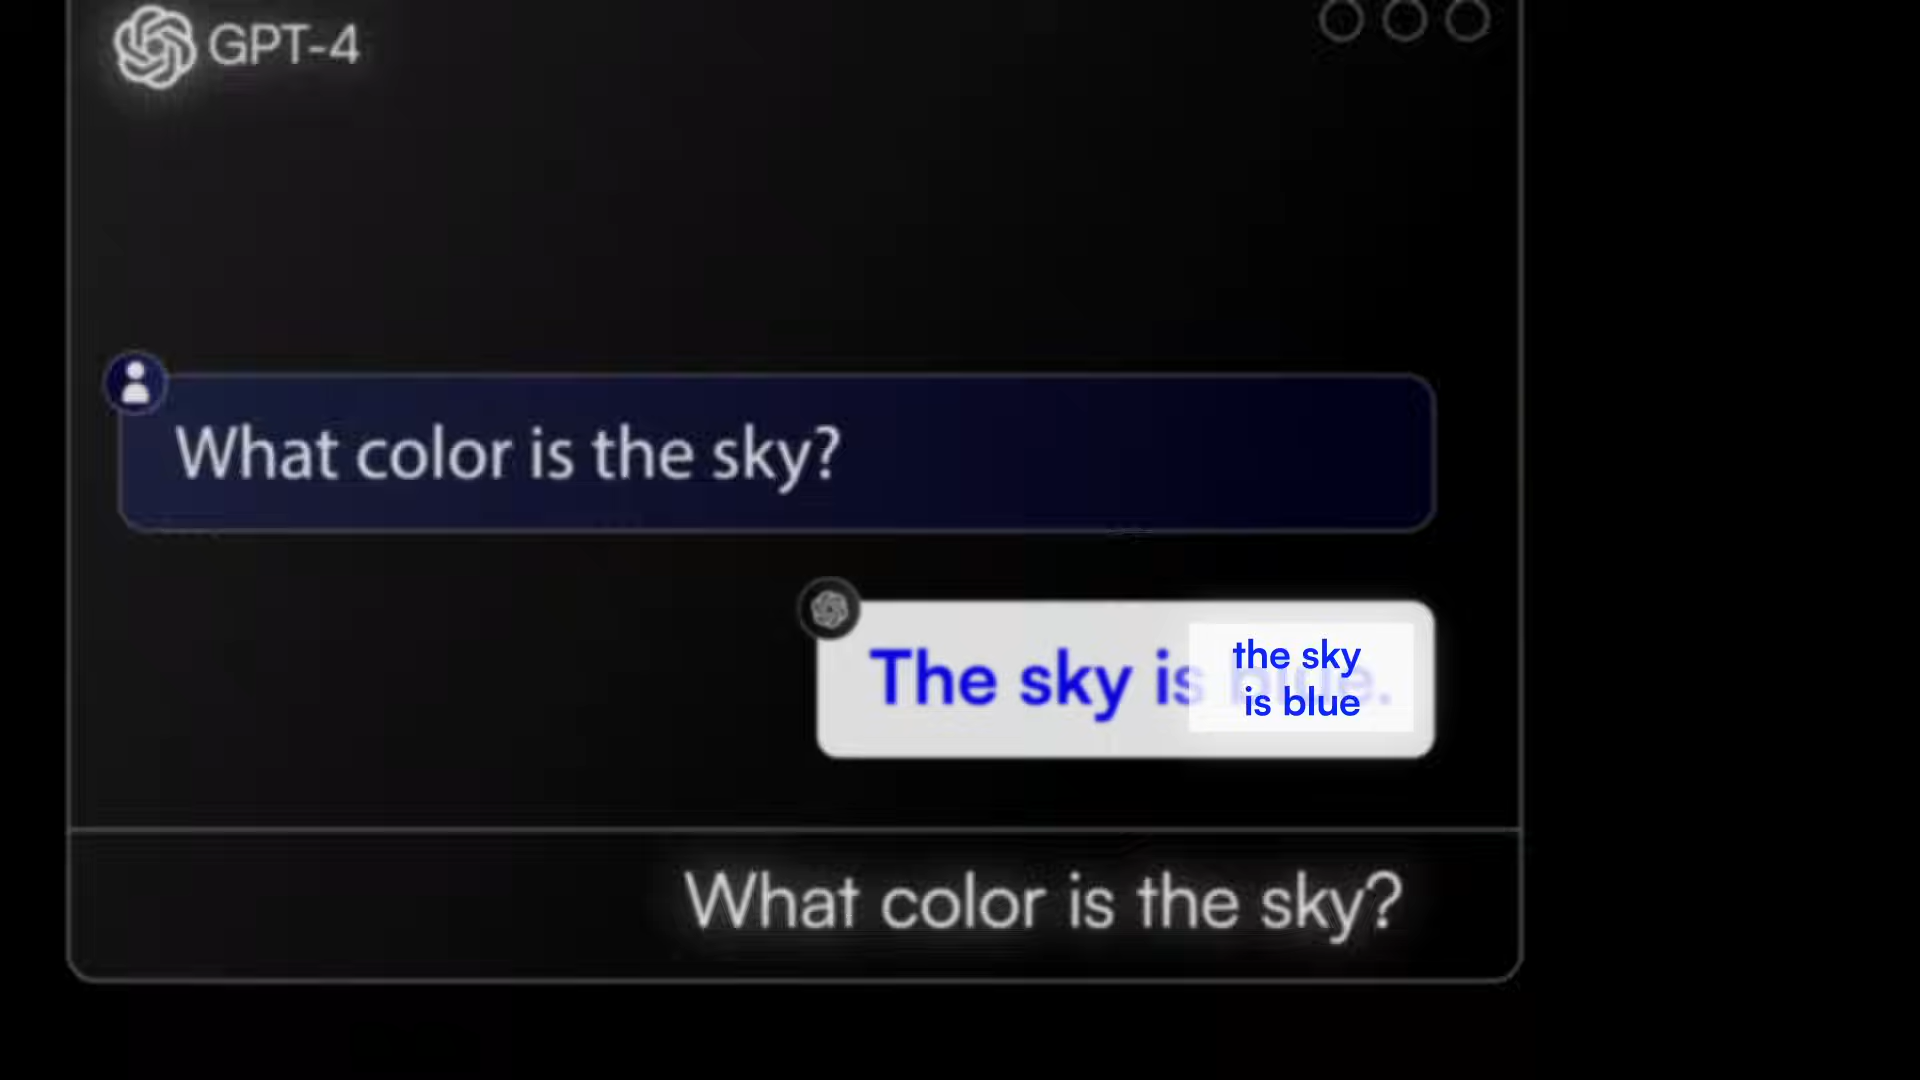 GPT-4
What color is the sky?
The sky is blue.
the sky
is blue
What color is the sky?